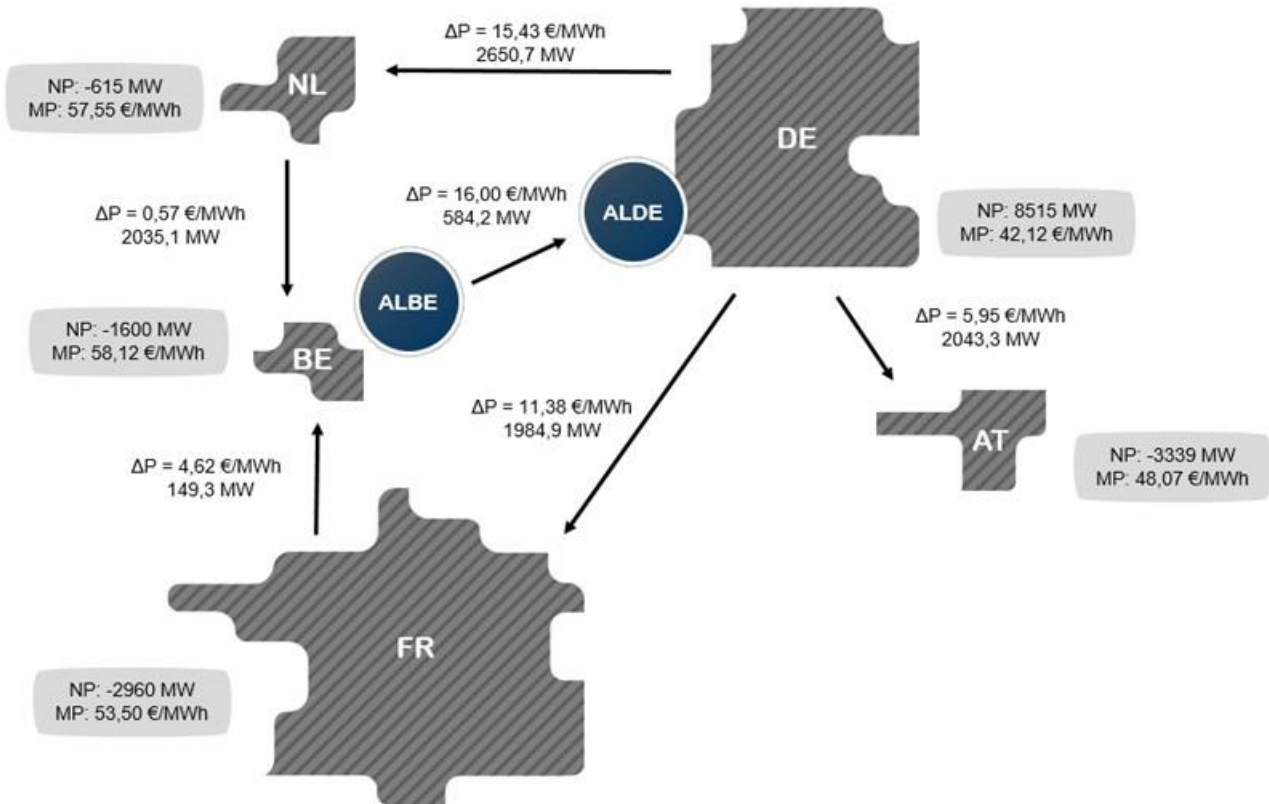 ΔP = 15,43 €/MWh
2650,7 MW
NL
NP: -615 MW
MP: 57,55 €/MWh
DE
ΔP = 0,57 €/MWh
2035,1 MW
ΔP = 16,00 €/MWh
584,2 MW
ALDE
NP: 8515 MW
MP: 42,12 €/MWh
ALBE
NP: -1600 MW
MP: 58,12 €/MWh
BE
ΔP = 5,95 €/MWh
2043,3 MW
ΔP = 11,38 €/MWh
1984,9 MW
AT
NP: -3339 MW
MP: 48,07 €/MWh
ΔP = 4,62 €/MWh
149,3 MW
FR
NP: -2960 MW
MP: 53,50 €/MWh